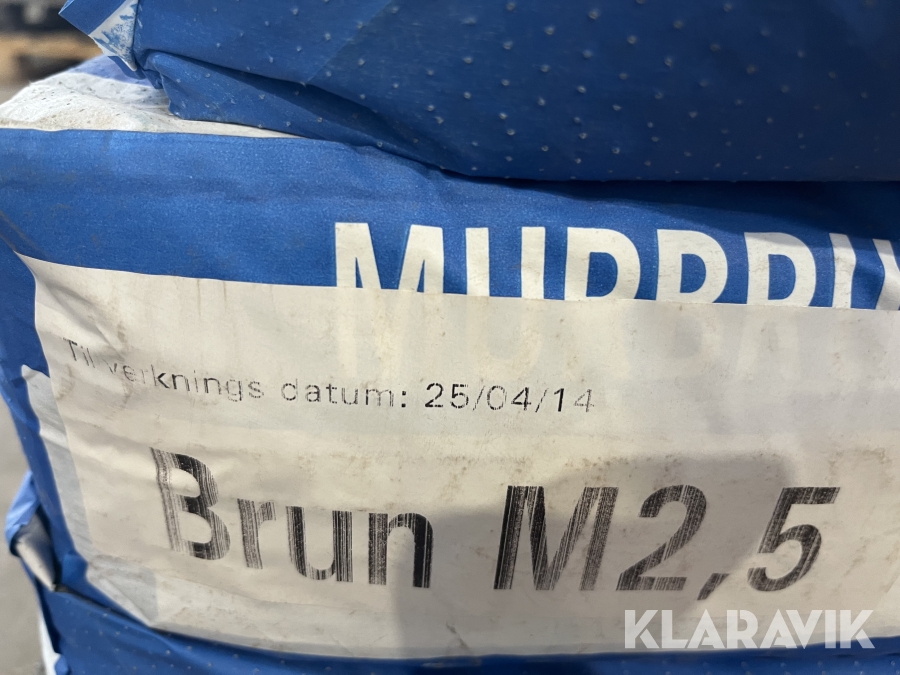 Tillverknings datum: 25/04/14
Brun M2,5
KLARAVIK